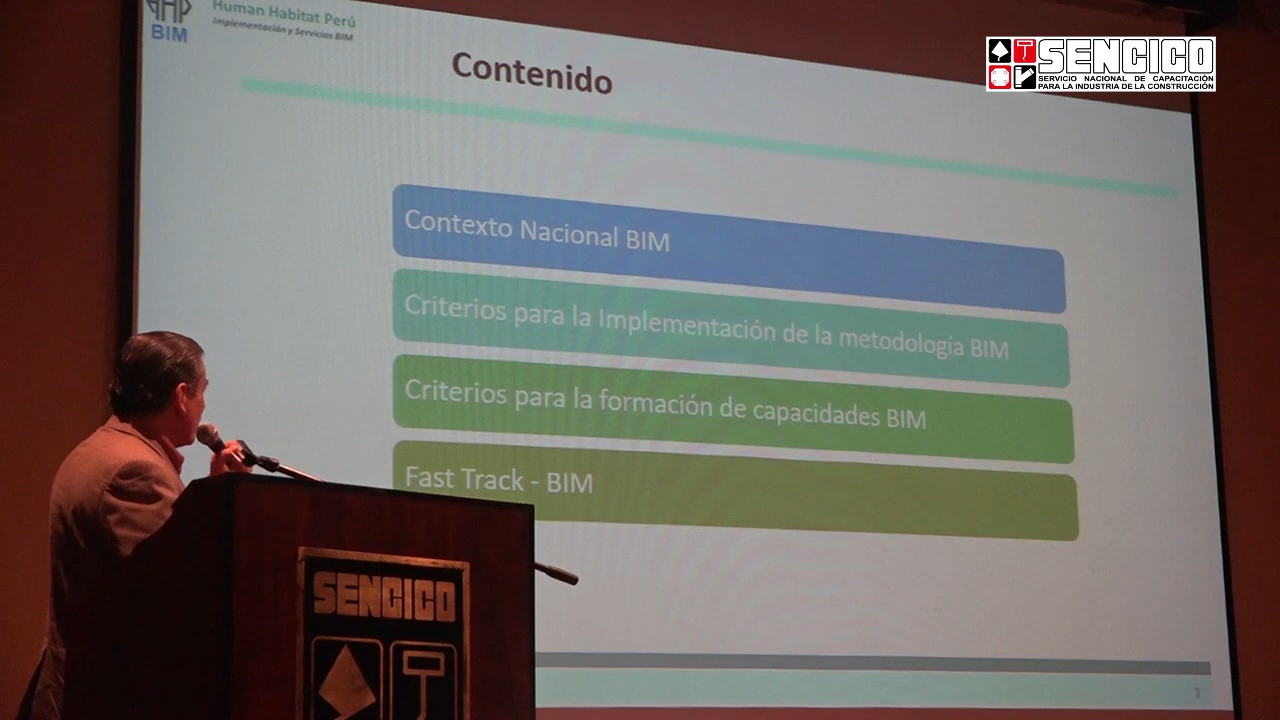 HHP
BIM
Human Habitat Perú
Implementación y Servicios BIM
SENCICO
SERVICIO NACIONAL DE CAPACITACIÓN
PARA LA INDUSTRIA DE LA CONSTRUCCIÓN
Contenido
Contexto Nacional BIM
Criterios para la Implementación de la metodología BIM
Criterios para la formación de capacidades BIM
Fast Track - BIM
SENCICO
3